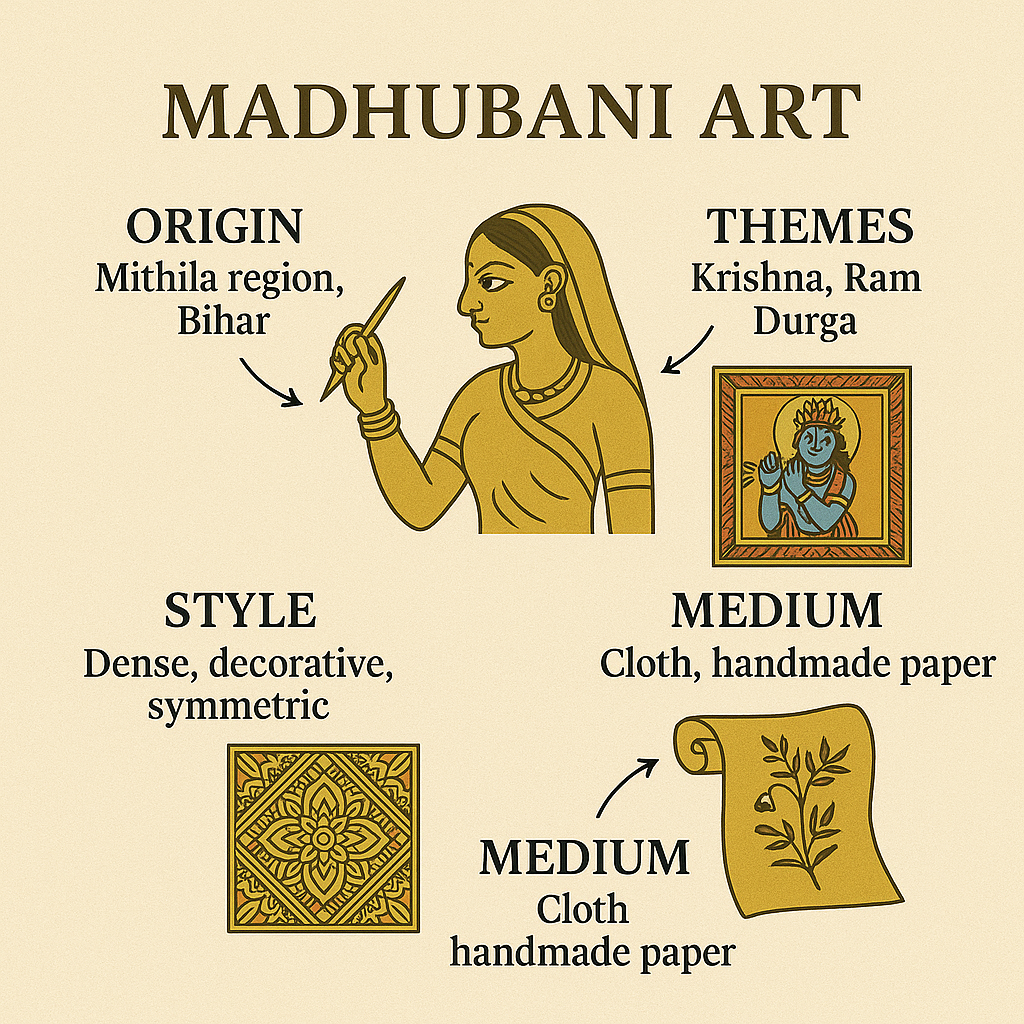 MADHUBANI ART
ORIGIN
Mithila region,
Bihar
THEMES
Krishna, Ram
Durga
STYLE
Dense, decorative,
symmetric
MEDIUM
Cloth, handmade paper
MEDIUM
Cloth
handmade paper